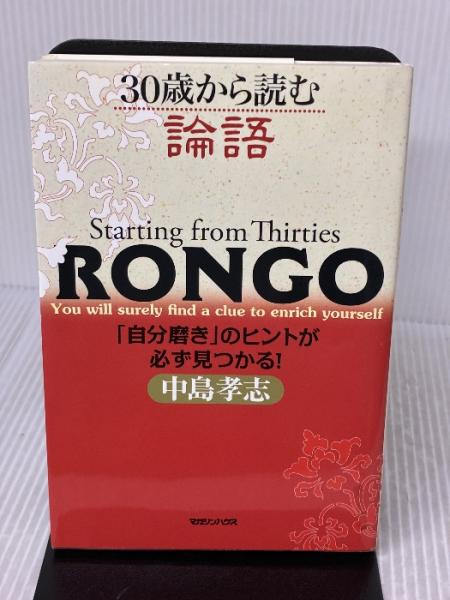 30歳から読む
論語
Starting from Thirties
RONGO
You will surely find a clue to enrich yourself
「自分磨き」のヒントが
必ず見つかる!
中島孝志
マガジンハウス